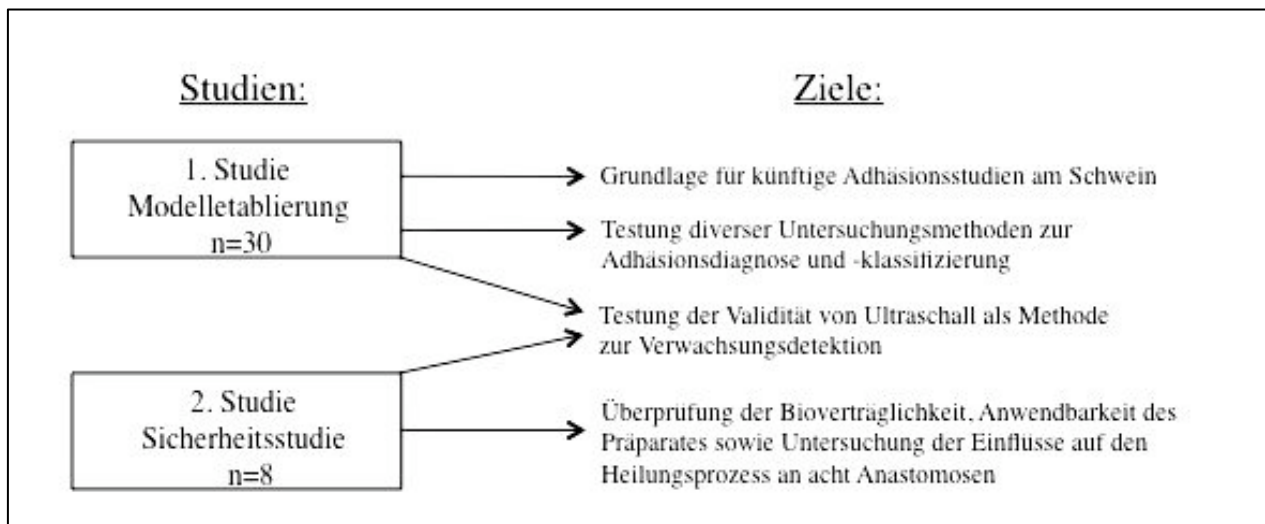 Studien:
Ziele:
1. Studie
Modelletablierung
n=30
Grundlage für künftige Adhäsionsstudien am Schwein
Testung diverser Untersuchungsmethoden zur
Adhäsionsdiagnose und -klassifizierung
Testung der Validität von Ultraschall als Methode
zur Verwachsungsdetektion
2. Studie
Sicherheitsstudie
n=8
Überprüfung der Bioverträglichkeit, Anwendbarkeit des
Präparates sowie Untersuchung der Einflüsse auf den
Heilungsprozess an acht Anastomosen